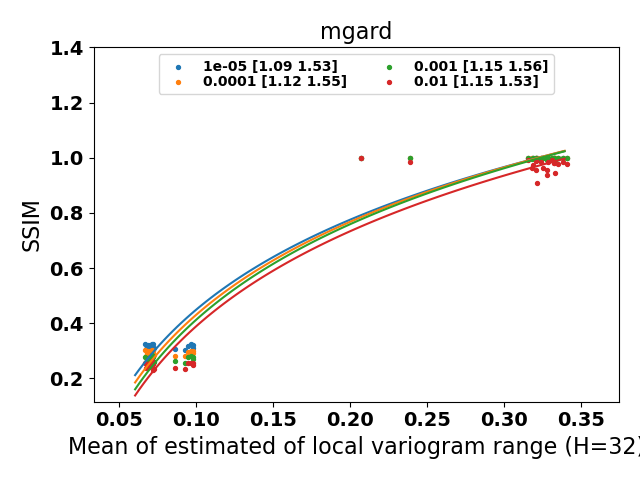 mgard
1e-05 [1.09 1.53]
0.0001 [1.12 1.55]
0.001 [1.15 1.56]
0.01 [1.15 1.53]
SSIM
1.4
1.2
1.0
0.8
0.6
0.4
0.2
0.05 0.10 0.15 0.20 0.25 0.30 0.35
Mean of estimated of local variogram range (H=32)